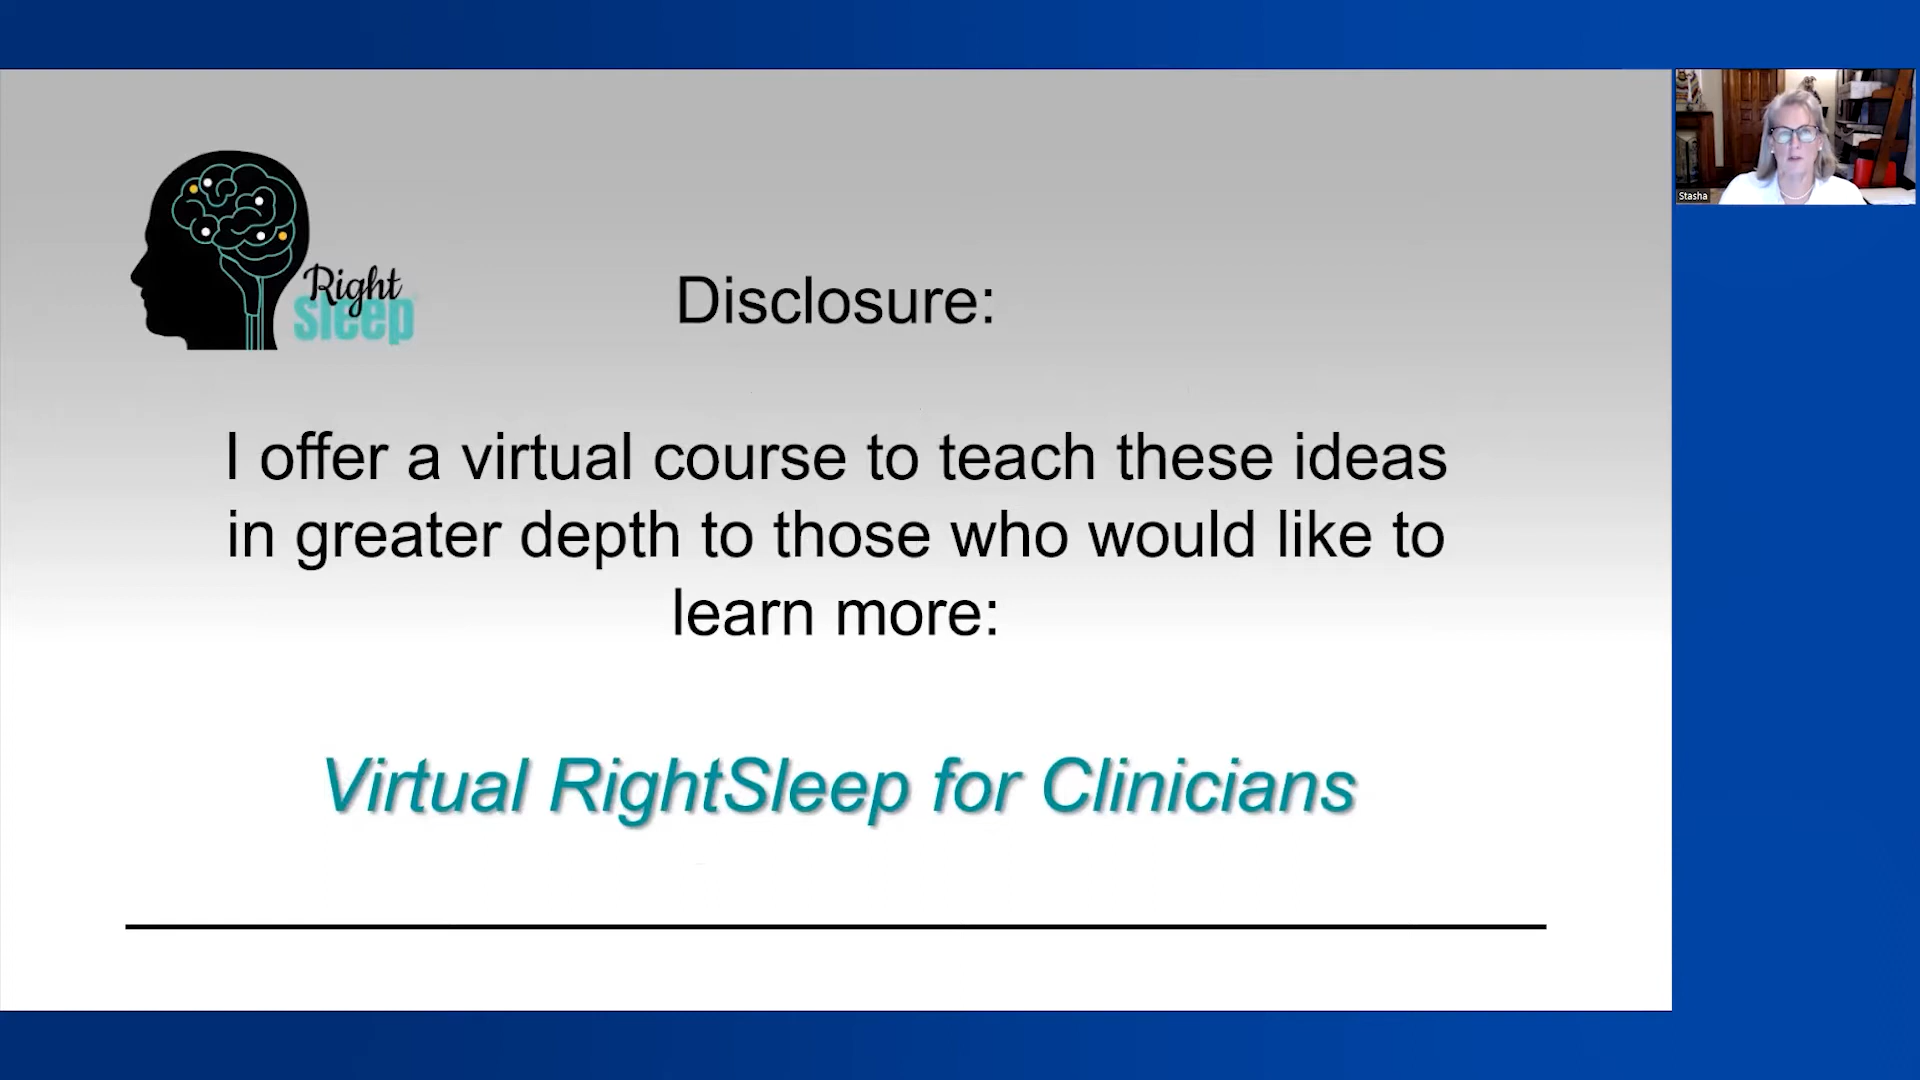 Right
sleep
Disclosure:
I offer a virtual course to teach these ideas
in greater depth to those who would like to
learn more:
Virtual RightSleep for Clinicians
Stasha